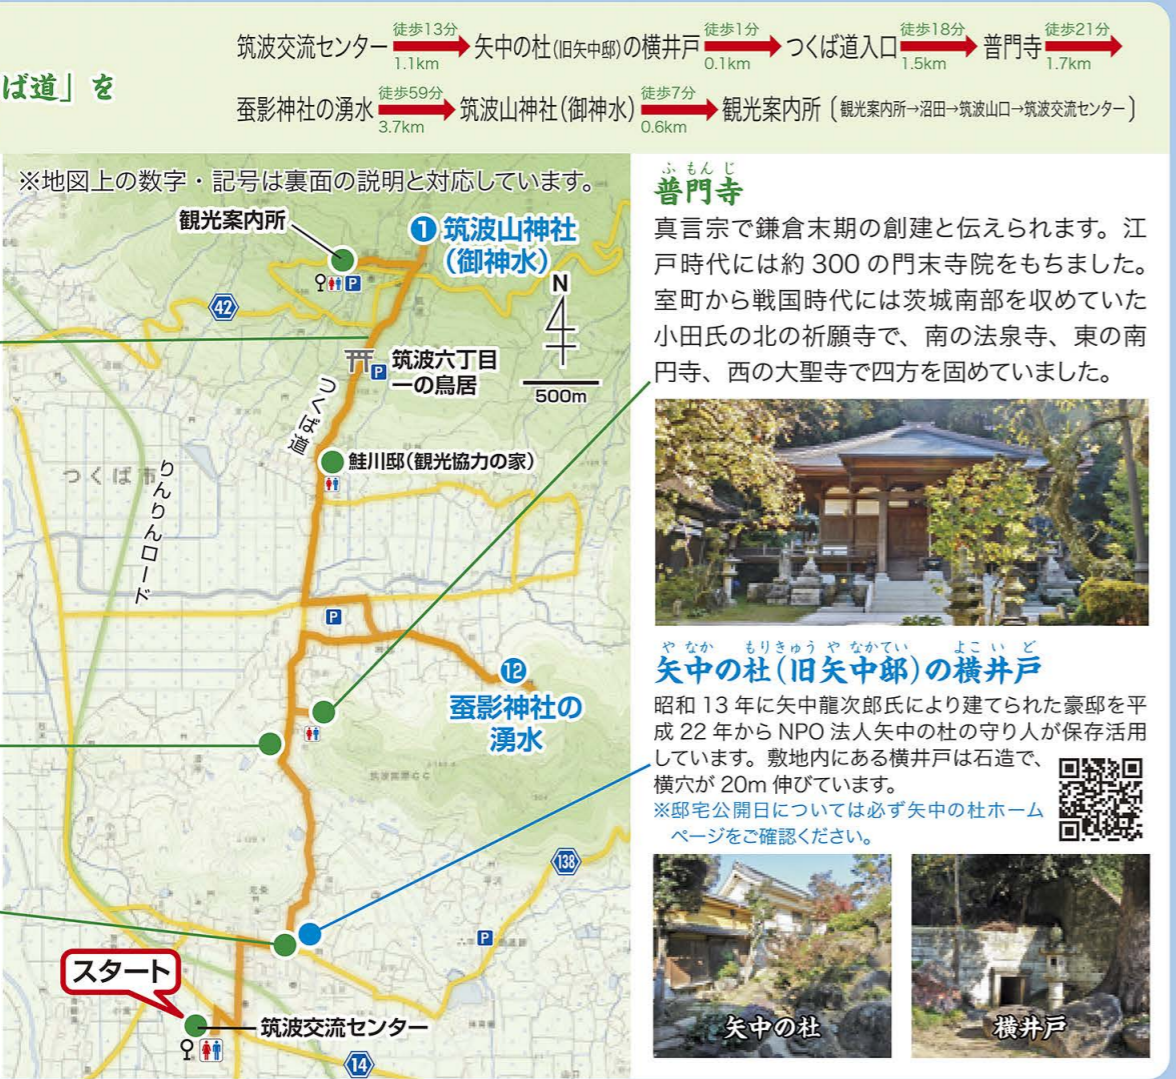 筑波交流センター 徒歩13分 1.1km 矢中の杜(旧矢中邸)の横井戸 徒歩1分 0.1km つくば道入口 徒歩18分 1.5km 普門寺 徒歩21分 1.7km
ば道」を
蚕影神社の湧水 徒歩59分 3.7km 筑波山神社(御神水) 徒歩7分 0.6km 観光案内所〔観光案内所→沼田→筑波山口→筑波交流センター〕
※地図上の数字・記号は裏面の説明と対応しています。
観光案内所
❶ 筑波山神社
(御神水)
N
500m
42
P
筑波六丁目
一の鳥居
P
つくば道
鮭川邸(観光協力の家)
つくば市
りんりんロード
P
⓬
蚕影神社の
湧水
筑波高原GC
138
P
スタート
筑波交流センター
14
ふもんじ
普門寺
真言宗で鎌倉末期の創建と伝えられます。江
戸時代には約300の門末寺院をもちました。
室町から戦国時代には茨城南部を収めていた
小田氏の北の祈願寺で、南の法泉寺、東の南
円寺、西の大聖寺で四方を固めていました。
やなか もりきゅうやなかてい よこいど
矢中の杜(旧矢中邸)の横井戸
昭和13年に矢中龍次郎氏により建てられた豪邸を平
成22年からNPO法人矢中の杜の守り人が保存活用
しています。敷地内にある横井戸は石造で、
横穴が20m伸びています。
※邸宅公開日については必ず矢中の杜ホーム
ページをご確認ください。
矢中の杜
横井戸